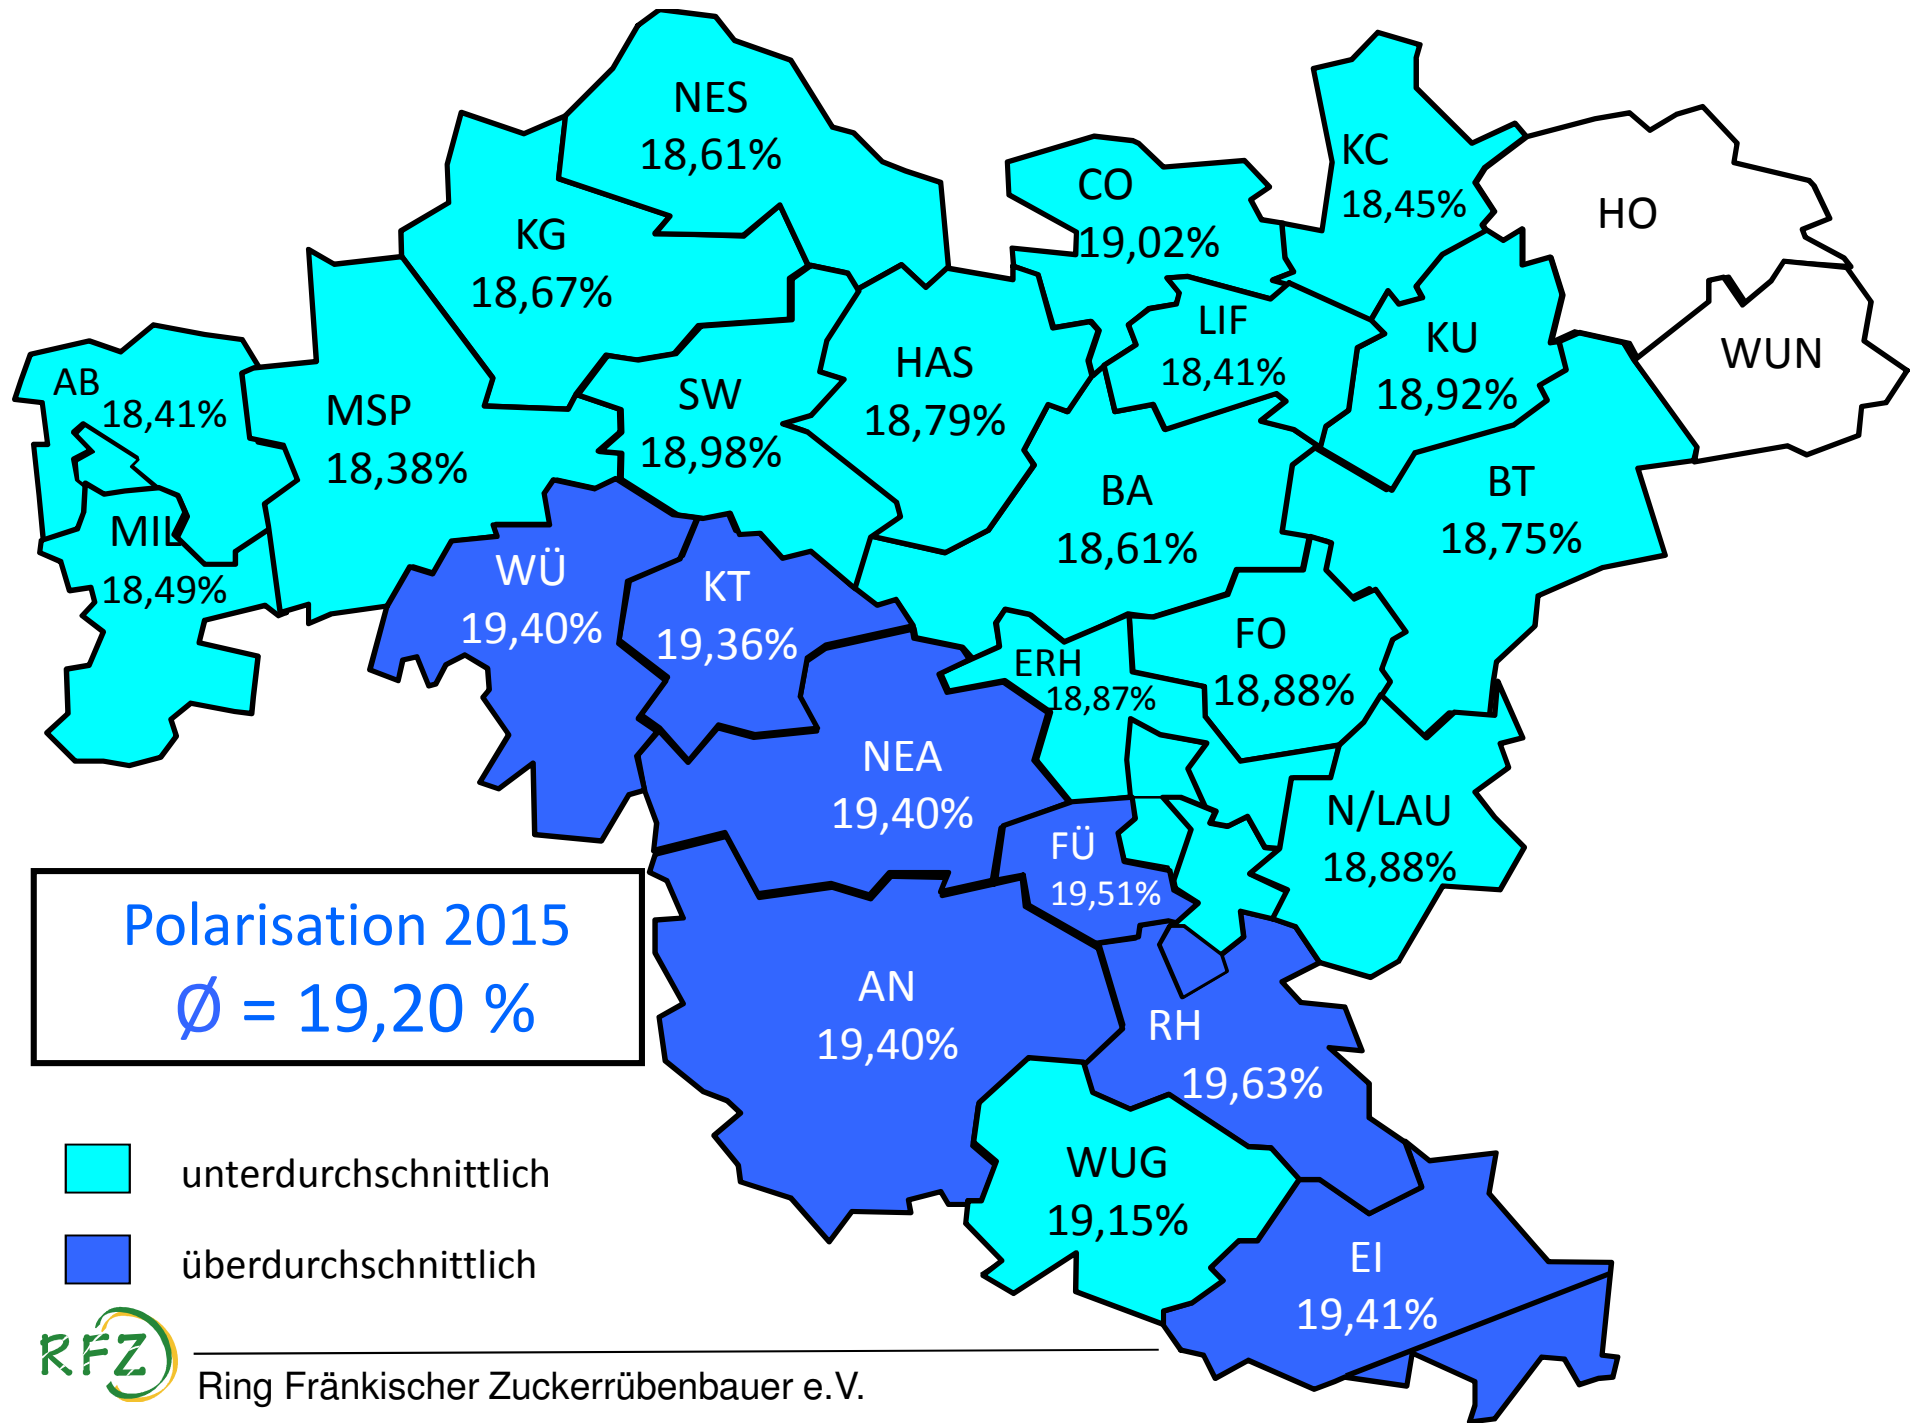 NES
18,61%
KC
18,45%
CO
19,02%
HO
KG
18,67%
LIF
18,41%
KU
18,92%
WUN
HAS
18,79%
AB
18,41%
MSP
18,38%
SW
18,98%
BA
18,61%
BT
18,75%
MIL
18,49%
WÜ
19,40%
KT
19,36%
ERH
18,87%
FO
18,88%
NEA
19,40%
FÜ
19,51%
N/LAU
18,88%
Polarisation 2015
Ø = 19,20 %
AN
19,40%
RH
19,63%
WUG
19,15%
EI
19,41%
unterdurchschnittlich
überdurchschnittlich
RFZ
Ring Fränkischer Zuckerrübenbauer e.V.